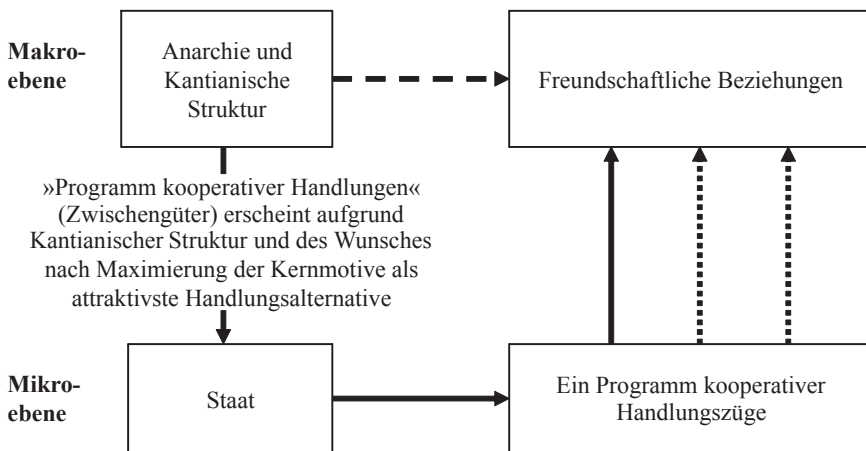 Makro-
ebene
Anarchie und
Kantianische
Struktur
Freundschaftliche Beziehungen
»Programm kooperativer Handlungen«
(Zwischengüter) erscheint aufgrund
Kantianischer Struktur und des Wunsches
nach Maximierung der Kernmotive als
attraktivste Handlungsalternative
Mikro-
ebene
Staat
Ein Programm kooperativer
Handlungszüge